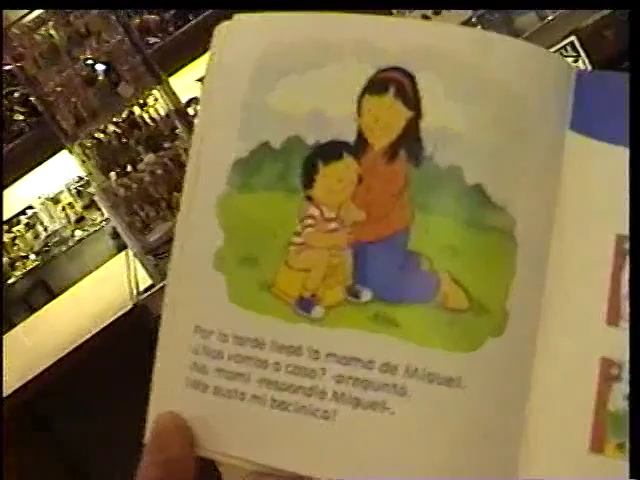 Por la tarde llegó la mamá de Miguel.
-¿Nos vamos a casa? -preguntó.
-No, mami -respondió Miguel-.
¡Me gusta mi bacinica!